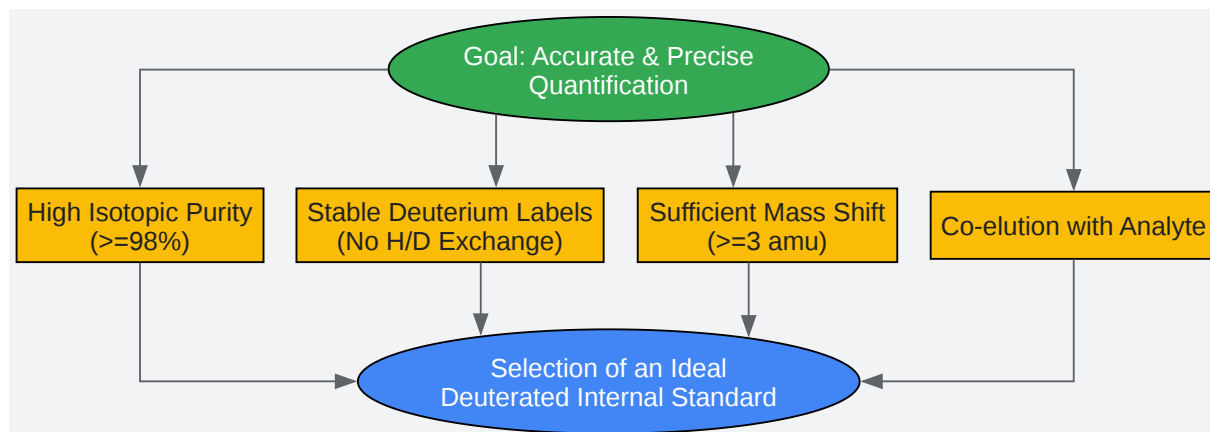 Goal: Accurate & Precise
Quantification
High Isotopic Purity
(>=98%)
Stable Deuterium Labels
(No H/D Exchange)
Sufficient Mass Shift
(>=3 amu)
Co-elution with Analyte
Selection of an Ideal
Deuterated Internal Standard